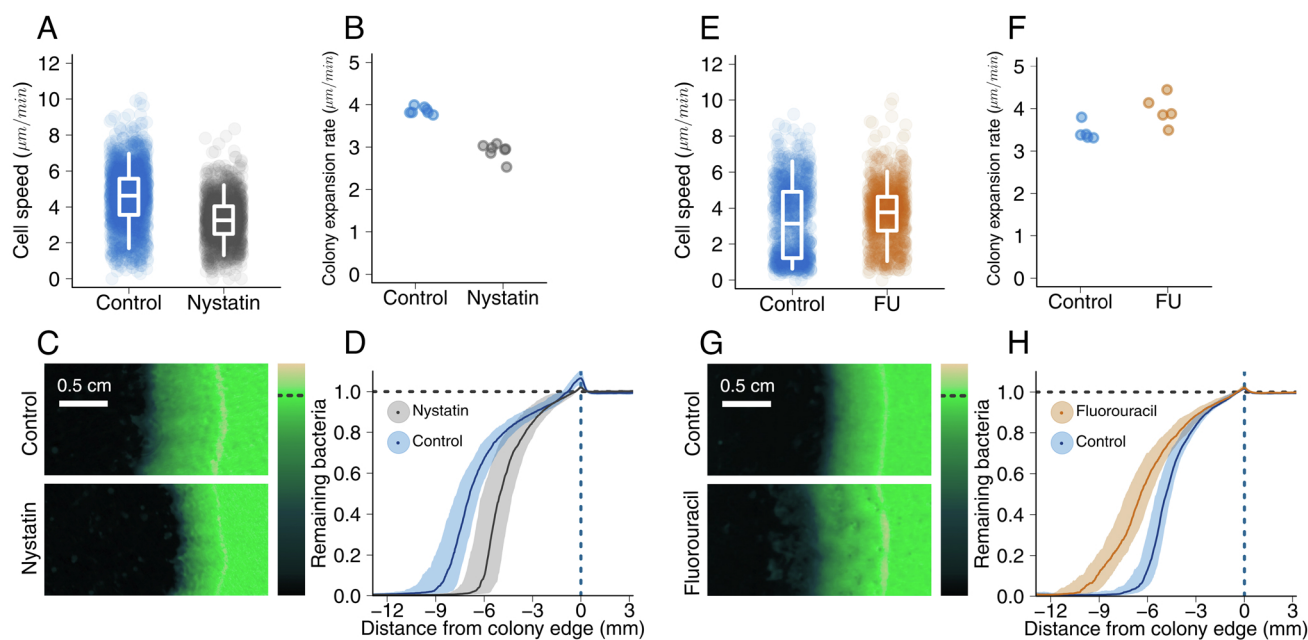 A
Cell speed (μm/min)
12
10
8
6
4
2
0
Control
Nystatin
B
Colony expansion rate (μm/min)
5
4
3
2
1
0
Control
Nystatin
E
Cell speed (μm/min)
12
10
8
6
4
2
0
Control
FU
F
Colony expansion rate (μm/min)
5
4
3
2
1
0
Control
FU
C
Control
0.5 cm
Nystatin
D
Remaining bacteria
1.0
0.8
0.6
0.4
0.2
0.0
Nystatin
Control
−12 −9 −6 −3 0 3
Distance from colony edge (mm)
G
Control
0.5 cm
Fluorouracil
H
Remaining bacteria
1.0
0.8
0.6
0.4
0.2
0.0
Fluorouracil
Control
−12 −9 −6 −3 0 3
Distance from colony edge (mm)